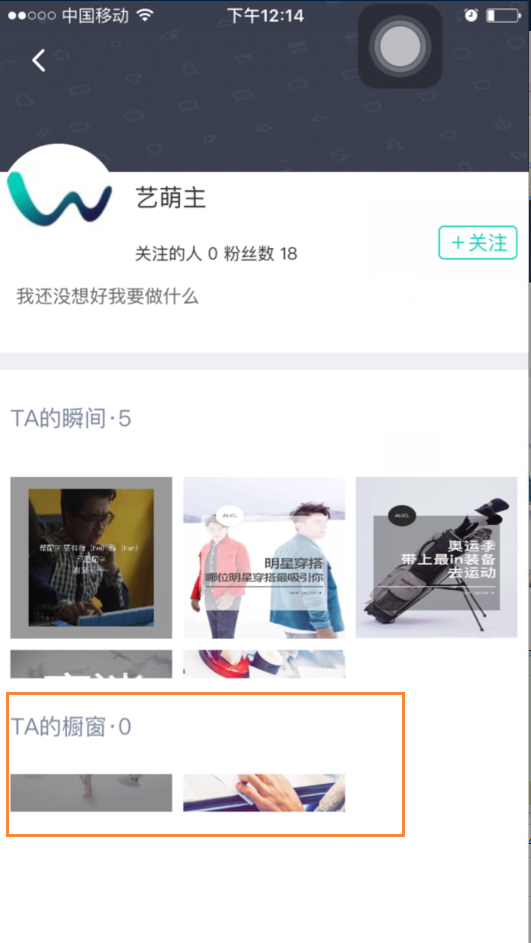 ●●○○○ 中国移动 下午12:14
艺萌主
关注的人 0 粉丝数 18
+关注
我还没想好我要做什么
TA的瞬间·5
AUG.
明星穿搭
哪位明星穿搭最吸引你
AUG.
奥运季
带上最in装备
去运动
TA的橱窗·0